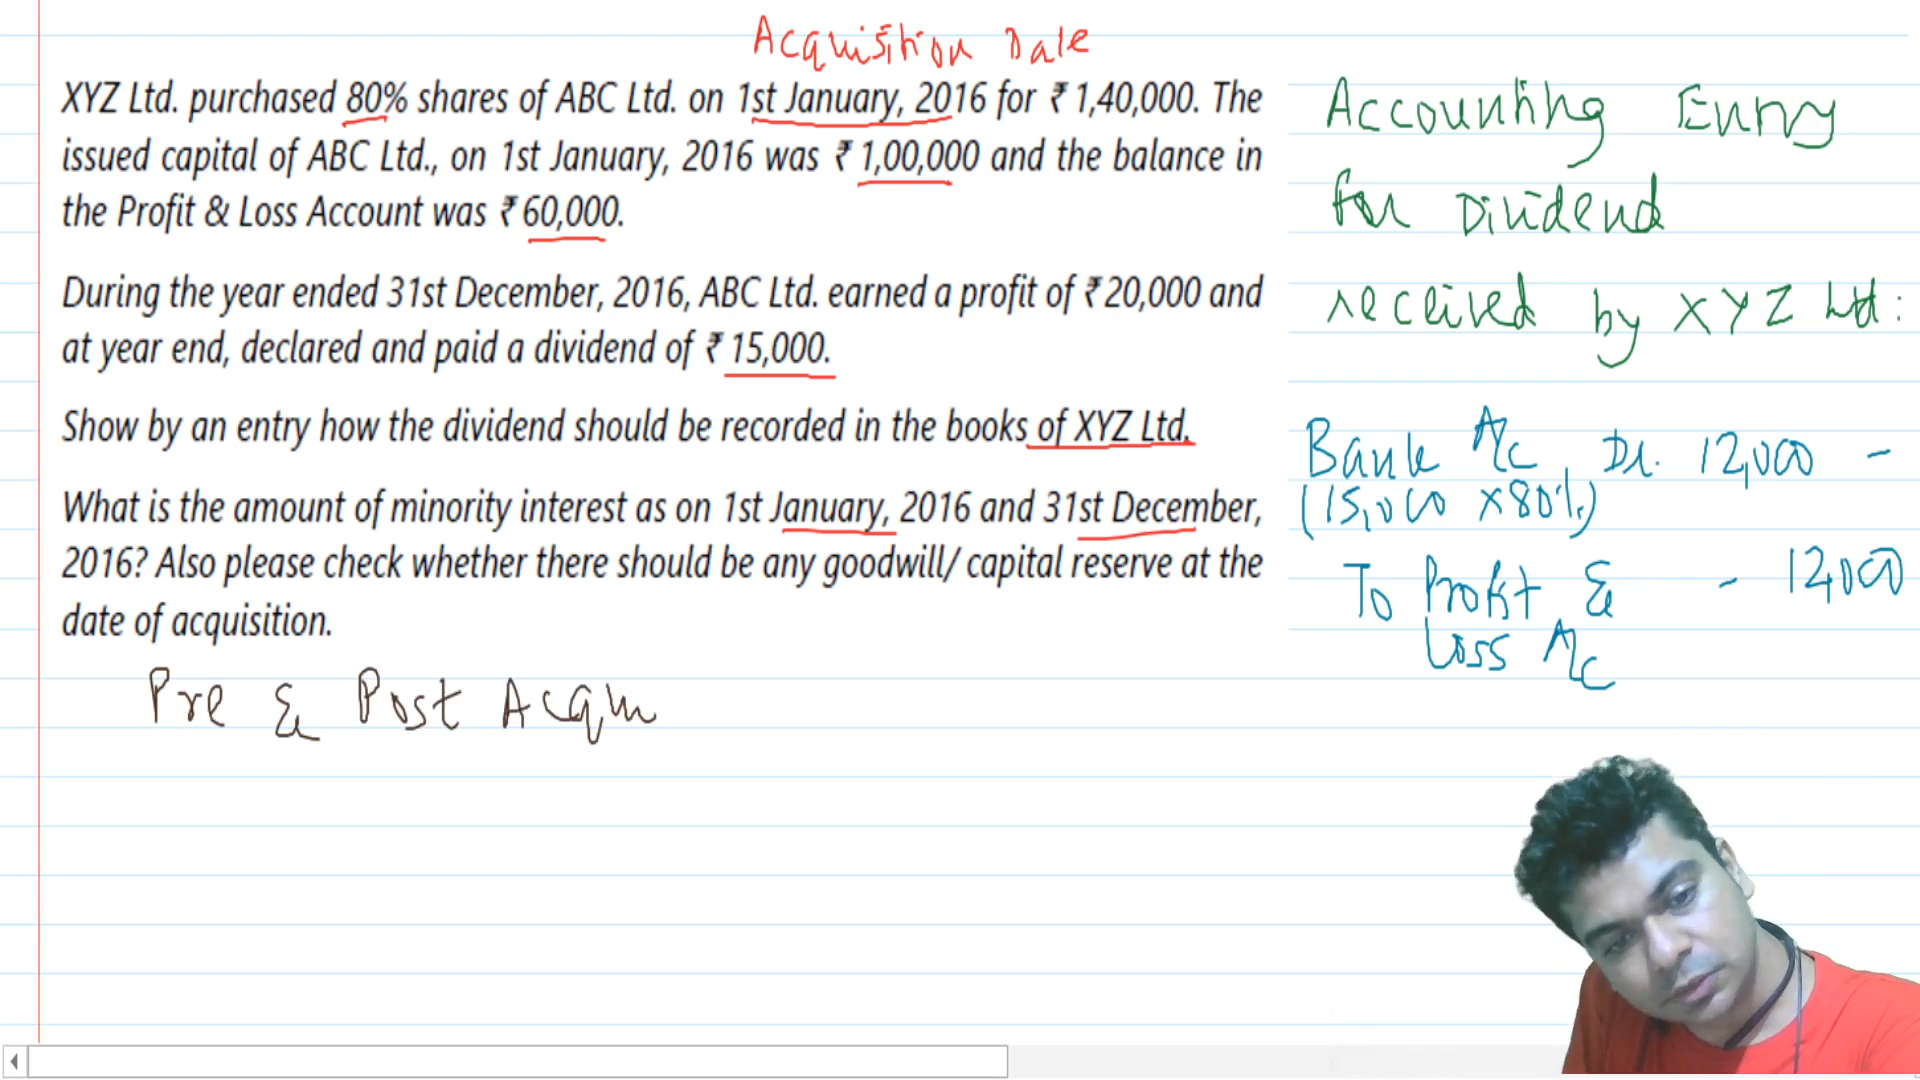 Acquisition Date
XYZ Ltd. purchased 80% shares of ABC Ltd. on 1st January, 2016 for ₹ 1,40,000. The
issued capital of ABC Ltd., on 1st January, 2016 was ₹ 1,00,000 and the balance in
the Profit & Loss Account was ₹ 60,000.
During the year ended 31st December, 2016, ABC Ltd. earned a profit of ₹ 20,000 and
at year end, declared and paid a dividend of ₹ 15,000.
Show by an entry how the dividend should be recorded in the books of XYZ Ltd.
What is the amount of minority interest as on 1st January, 2016 and 31st December,
2016? Also please check whether there should be any goodwill/ capital reserve at the
date of acquisition.
Pre & Post Acqui
Accounting Entry
for Dividend
received by XYZ Ltd:
Bank A/c Dr. 12,000 -
(15,000 x 80%)
To Profit & - 12,000
Loss A/c